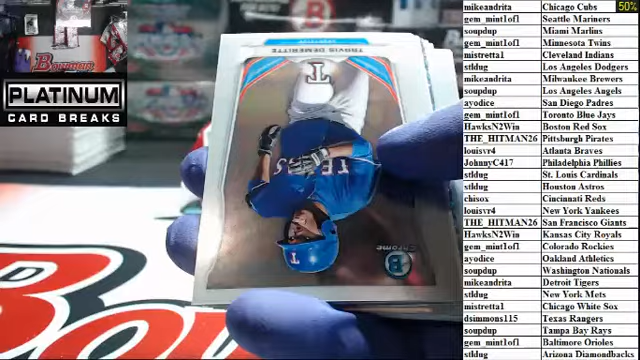 Bowman
PLATINUM
CARD BREAKS
TRAVIS DEMERITTE
T
TEXAS
T
Chrome
B
mikeandrita Chicago Cubs 50%
gem_mint1of1 Seattle Mariners
soupdup Miami Marlins
gem_mint1of1 Minnesota Twins
mistretta1 Cleveland Indians
stldug Los Angeles Dodgers
mikeandrita Milwaukee Brewers
soupdup Los Angeles Angels
ayodice San Diego Padres
gem_mint1of1 Toronto Blue Jays
HawksN2Win Boston Red Sox
THE_HITMAN26 Pittsburgh Pirates
louisvr4 Atlanta Braves
JohnnyC417 Philadelphia Phillies
stldug St. Louis Cardinals
stldug Houston Astros
chisox Cincinnati Reds
louisvr4 New York Yankees
THE_HITMAN26 San Francisco Giants
HawksN2Win Kansas City Royals
gem_mint1of1 Colorado Rockies
ayodice Oakland Athletics
soupdup Washington Nationals
mikeandrita Detroit Tigers
stldug New York Mets
mistretta1 Chicago White Sox
dsimmons115 Texas Rangers
soupdup Tampa Bay Rays
gem_mint1of1 Baltimore Orioles
stldug Arizona Diamondbacks